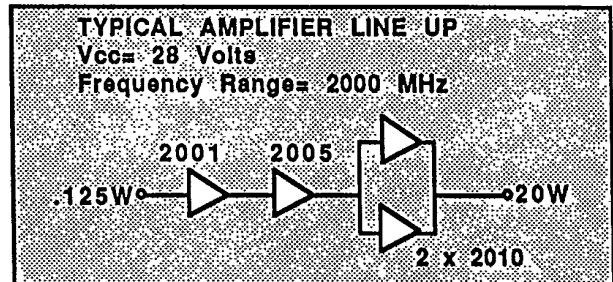 TYPICAL AMPLIFIER LINE UP
Vcc= 28 Volts
Frequency Range= 2000 MHz
2001 2005
.125W 20W
2 x 2010